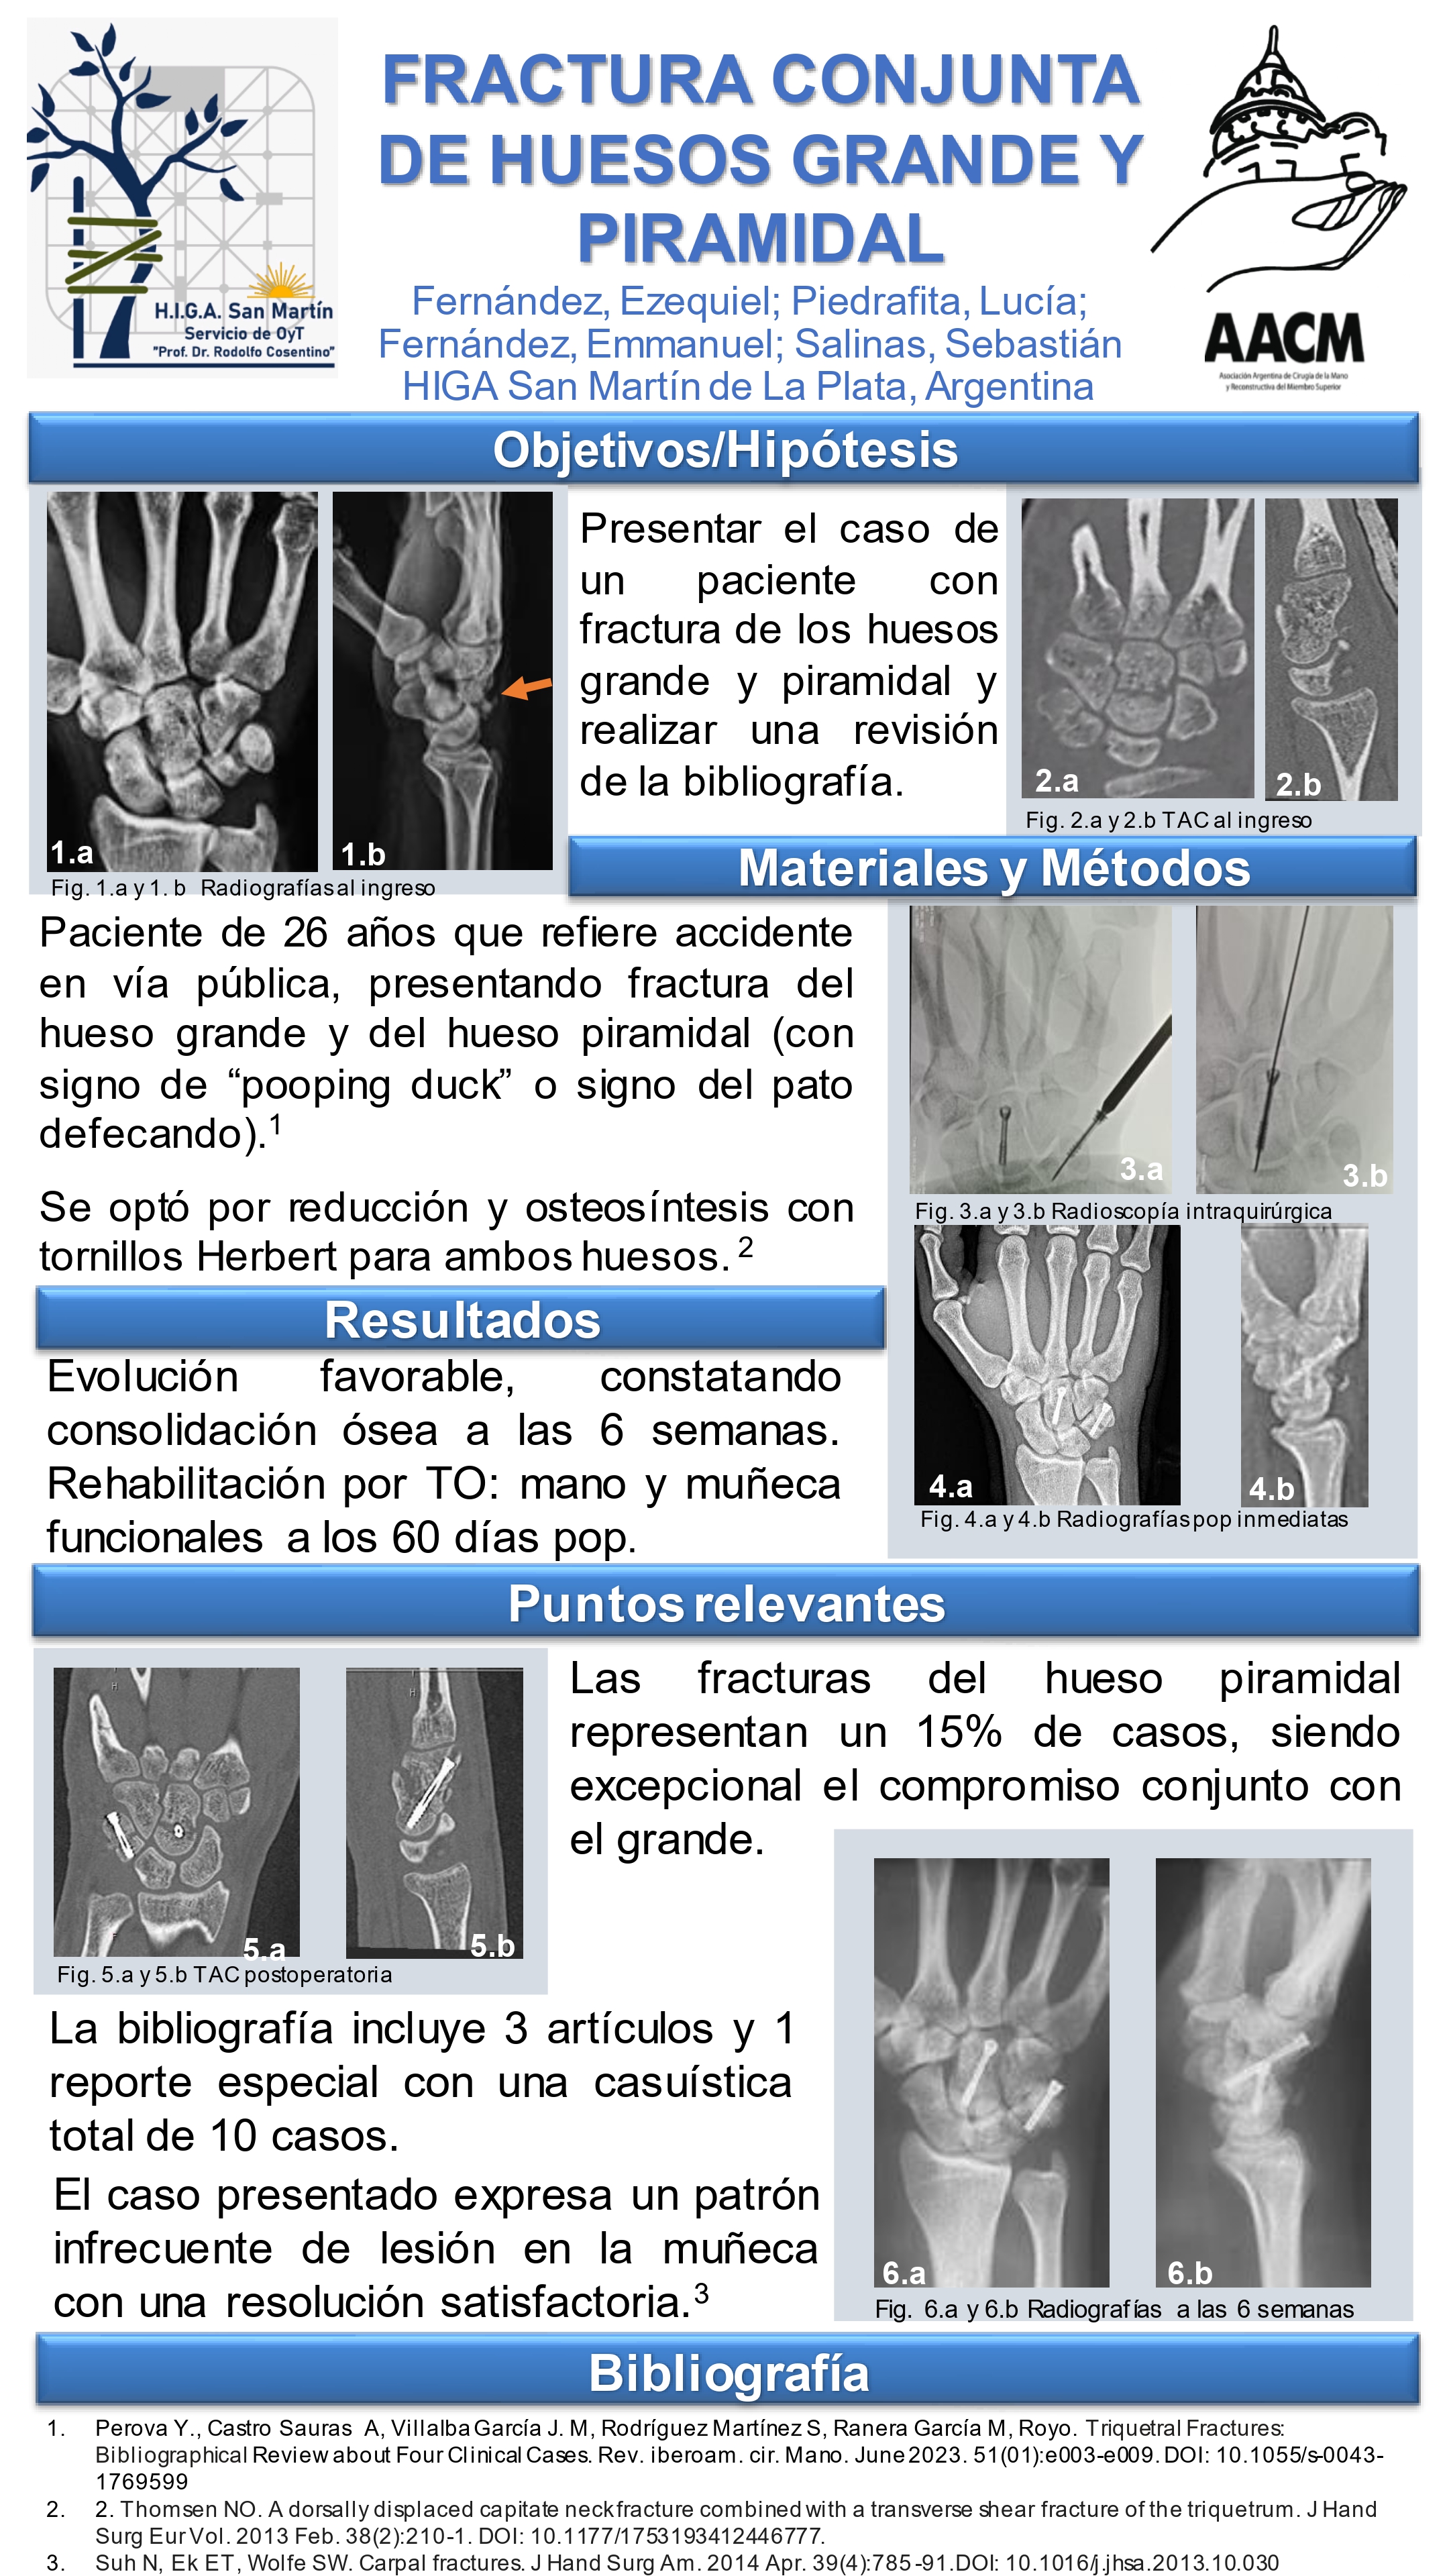 FRACTURA CONJUNTA
DE HUESOS GRANDE Y
PIRAMIDAL
Fernández, Ezequiel; Piedrafita, Lucía;
Fernández, Emmanuel; Salinas, Sebastián
HIGA San Martín de La Plata, Argentina
H.I.G.A. San Martín
Servicio de OyT
"Prof. Dr. Rodolfo Cosentino"
AACM
Asociación Argentina de Cirugía de la Mano
y Reconstructiva del Miembro Superior
Objetivos/Hipótesis
1.a
1.b
Fig. 1.a y 1. b Radiografías al ingreso
Presentar el caso de
un paciente con
fractura de los huesos
grande y piramidal y
realizar una revisión
de la bibliografía.
2.a
2.b
Fig. 2.a y 2.b TAC al ingreso
Materiales y Métodos
Paciente de 26 años que refiere accidente
en vía pública, presentando fractura del
hueso grande y del hueso piramidal (con
signo de “pooping duck” o signo del pato
defecando).1
Se optó por reducción y osteosíntesis con
tornillos Herbert para ambos huesos. 2
3.a
3.b
Fig. 3.a y 3.b Radioscopía intraquirúrgica
4.a
4.b
Fig. 4.a y 4.b Radiografías pop inmediatas
Resultados
Evolución favorable, constatando
consolidación ósea a las 6 semanas.
Rehabilitación por TO: mano y muñeca
funcionales a los 60 días pop.
Puntos relevantes
H
H
5.a
5.b
Fig. 5.a y 5.b TAC postoperatoria
Las fracturas del hueso piramidal
representan un 15% de casos, siendo
excepcional el compromiso conjunto con
el grande.
La bibliografía incluye 3 artículos y 1
reporte especial con una casuística
total de 10 casos.
El caso presentado expresa un patrón
infrecuente de lesión en la muñeca
con una resolución satisfactoria.3
6.a
6.b
Fig. 6.a y 6.b Radiografías a las 6 semanas
Bibliografía
1. Perova Y., Castro Sauras A, Villalba García J. M, Rodríguez Martínez S, Ranera García M, Royo. Triquetral Fractures:
Bibliographical Review about Four Clinical Cases. Rev. iberoam. cir. Mano. June 2023. 51(01):e003-e009. DOI: 10.1055/s-0043-
1769599
2. 2. Thomsen NO. A dorsally displaced capitate neck fracture combined with a transverse shear fracture of the triquetrum. J Hand
Surg Eur Vol. 2013 Feb. 38(2):210-1. DOI: 10.1177/1753193412446777.
3. Suh N, Ek ET, Wolfe SW. Carpal fractures. J Hand Surg Am. 2014 Apr. 39(4):785-91. DOI: 10.1016/j.jhsa.2013.10.030